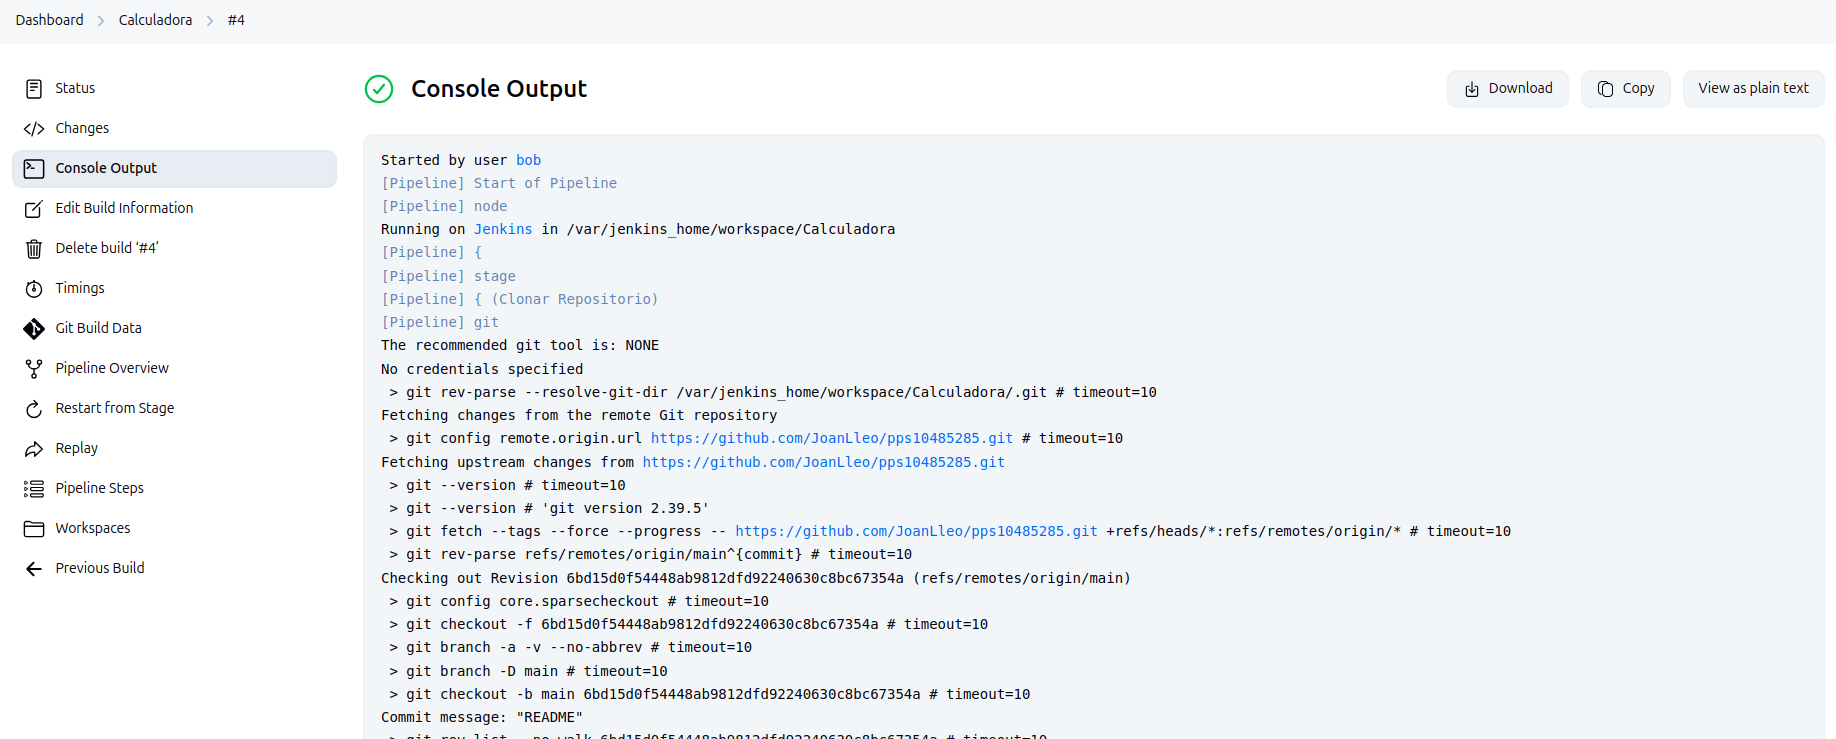 Dashboard > Calculadora > #4
Status
Changes
Console Output
Edit Build Information
Delete build ‘#4’
Timings
Git Build Data
Pipeline Overview
Restart from Stage
Replay
Pipeline Steps
Workspaces
Previous Build
Console Output
Download
Copy
View as plain text
Started by user bob
[Pipeline] Start of Pipeline
[Pipeline] node
Running on Jenkins in /var/jenkins_home/workspace/Calculadora
[Pipeline] {
[Pipeline] stage
[Pipeline] { (Clonar Repositorio)
[Pipeline] git
The recommended git tool is: NONE
No credentials specified
 > git rev-parse --resolve-git-dir /var/jenkins_home/workspace/Calculadora/.git # timeout=10
Fetching changes from the remote Git repository
 > git config remote.origin.url https://github.com/JoanLleo/pps10485285.git # timeout=10
Fetching upstream changes from https://github.com/JoanLleo/pps10485285.git
 > git --version # timeout=10
 > git --version # 'git version 2.39.5'
 > git fetch --tags --force --progress -- https://github.com/JoanLleo/pps10485285.git +refs/heads/*:refs/remotes/origin/* # timeout=10
 > git rev-parse refs/remotes/origin/main^{commit} # timeout=10
Checking out Revision 6bd15d0f54448ab9812dfd92240630c8bc67354a (refs/remotes/origin/main)
 > git config core.sparsecheckout # timeout=10
 > git checkout -f 6bd15d0f54448ab9812dfd92240630c8bc67354a # timeout=10
 > git branch -a -v --no-abbrev # timeout=10
 > git branch -D main # timeout=10
 > git checkout -b main 6bd15d0f54448ab9812dfd92240630c8bc67354a # timeout=10
Commit message: "README"
 > git rev-list --no-walk 6bd15d0f54448ab9812dfd92240630c8bc67354a # timeout=10